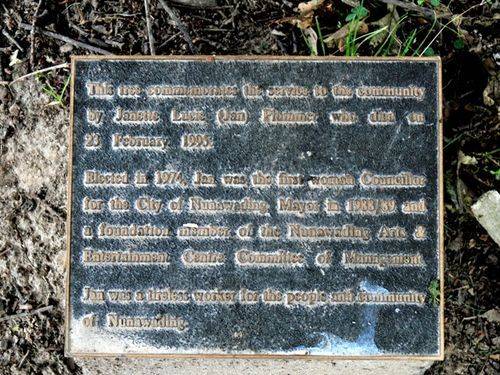 This tree commemorates the service to the community
by Janette Lucie (Jan) Plummer who died on
23 February 1995.
Elected in 1974, Jan was the first woman Councillor
for the City of Nunawading, Mayor in 1988/89 and
a foundation member of the Nunawading Arts &
Entertainment Centre Committee of Management.
Jan was a tireless worker for the people and community
of Nunawading.